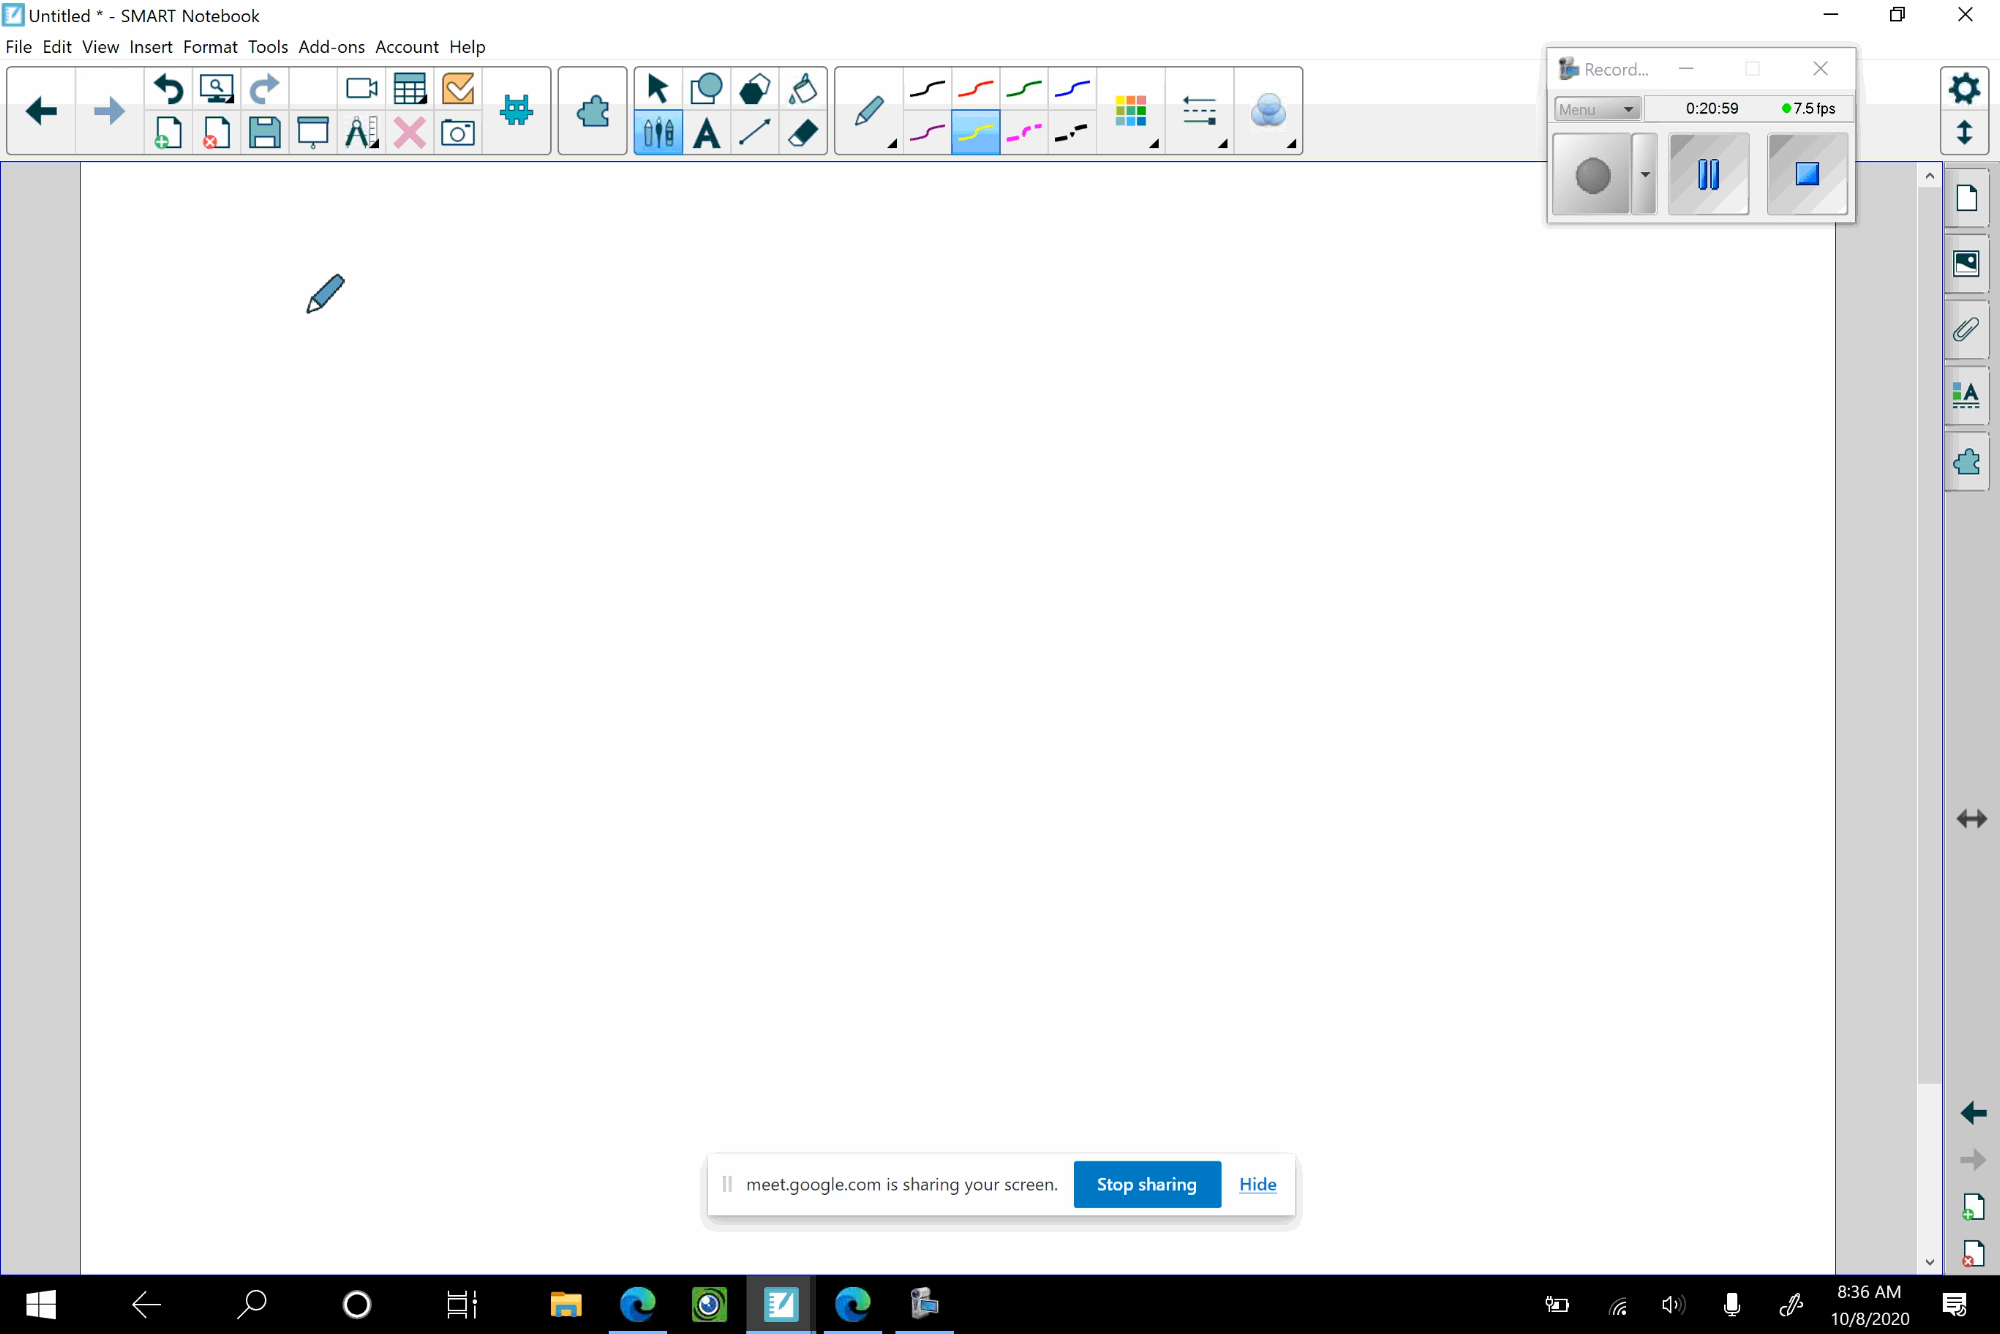 Untitled * - SMART Notebook
File Edit View Insert Format Tools Add-ons Account Help
Record...
Menu 0:20:59 7.5 fps
meet.google.com is sharing your screen. Stop sharing Hide
8:36 AM
10/8/2020